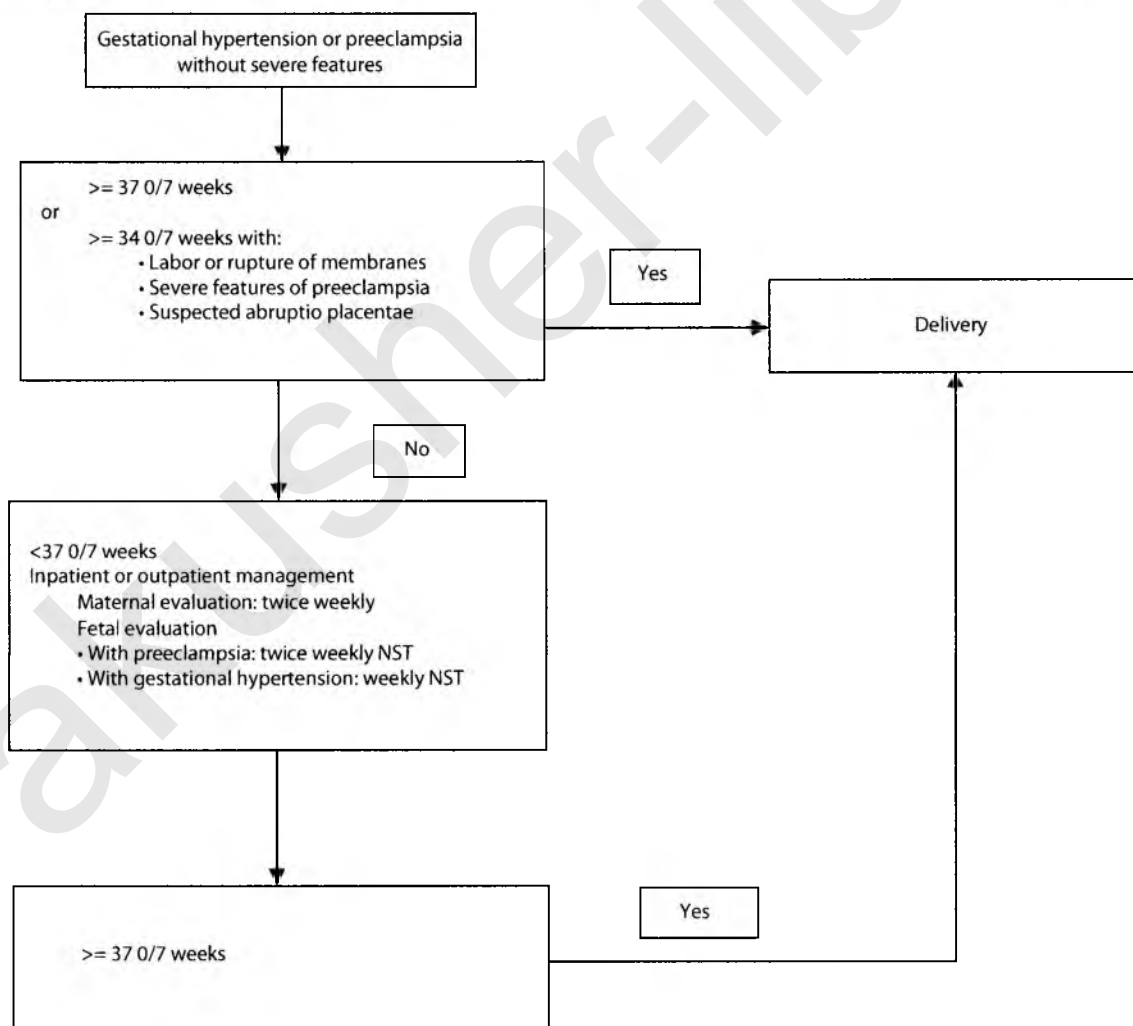 Gestational hypertension or preeclampsia
without severe features
>= 37 0/7 weeks
or
>= 34 0/7 weeks with:
• Labor or rupture of membranes
• Severe features of preeclampsia
• Suspected abruptio placentae
Yes
Delivery
No
<37 0/7 weeks
Inpatient or outpatient management
Maternal evaluation: twice weekly
Fetal evaluation
• With preeclampsia: twice weekly NST
• With gestational hypertension: weekly NST
Yes
>= 37 0/7 weeks
akusher-lib